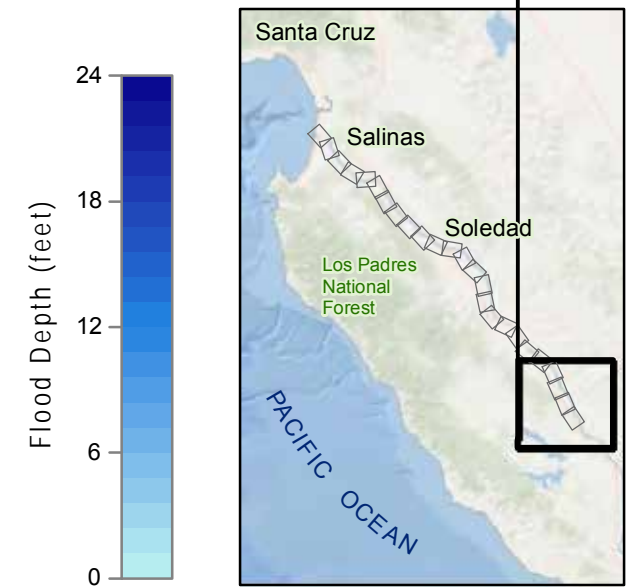 Flood Depth (feet)
24
18
12
6
0
Santa Cruz
Salinas
Soledad
Los Padres
National
Forest
PACIFIC OCEAN